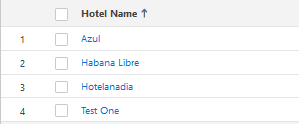 Hotel Name ↑
1 Azul
2 Habana Libre
3 Hotelanadia
4 Test One